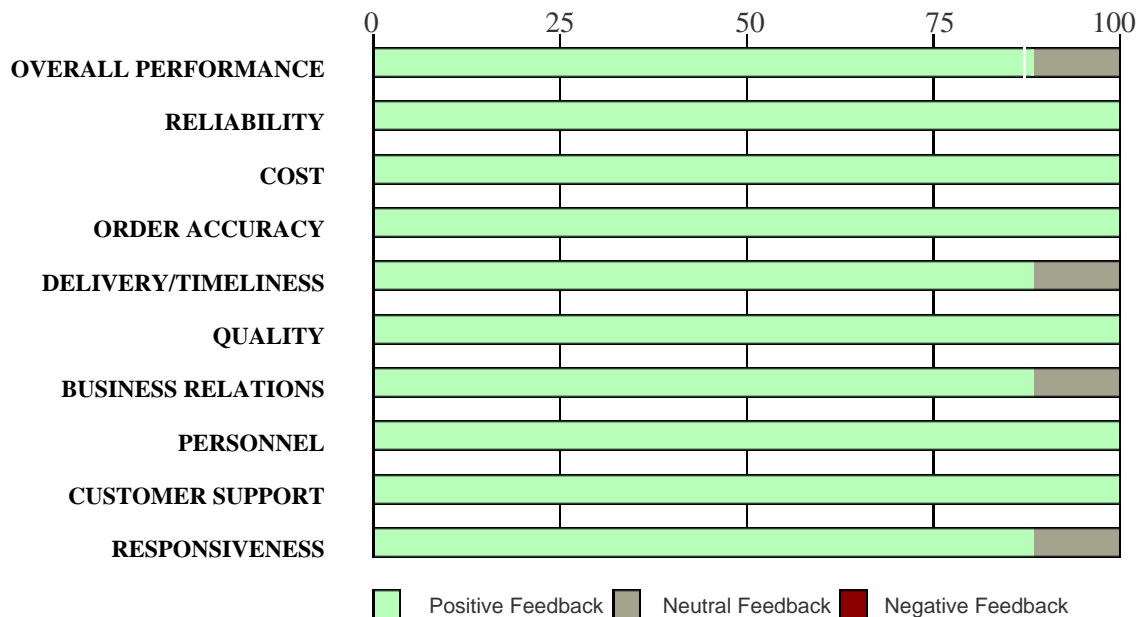 0 25 50 75 100
OVERALL PERFORMANCE
RELIABILITY
COST
ORDER ACCURACY
DELIVERY/TIMELINESS
QUALITY
BUSINESS RELATIONS
PERSONNEL
CUSTOMER SUPPORT
RESPONSIVENESS
Positive Feedback Neutral Feedback Negative Feedback